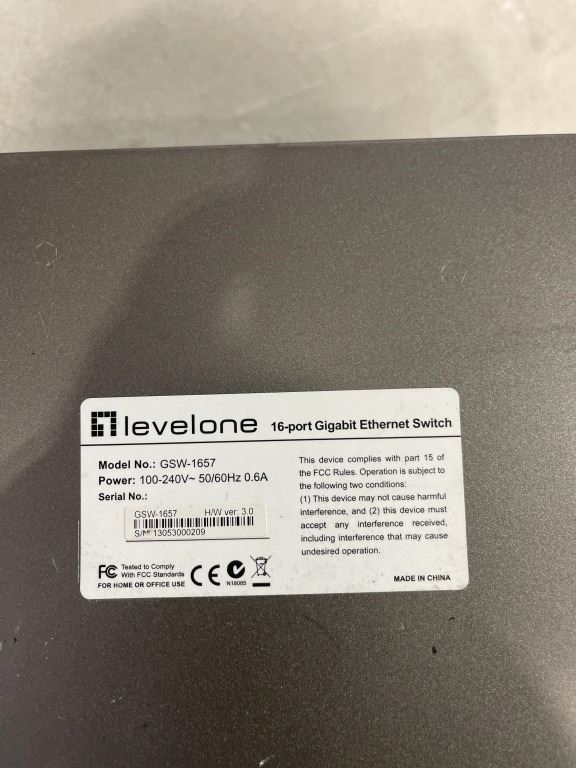 levelone 16-port Gigabit Ethernet Switch
Model No.: GSW-1657
Power: 100-240V~ 50/60Hz 0.6A
Serial No.:
GSW-1657 H/W ver: 3.0
S/N: 13053000209
FC Tested to Comply
With FCC Standards
FOR HOME OR OFFICE USE
CE
N18085
This device complies with part 15 of
the FCC Rules. Operation is subject to
the following two conditions:
(1) This device may not cause harmful
interference, and (2) this device must
accept any interference received,
including interference that may cause
undesired operation.
MADE IN CHINA